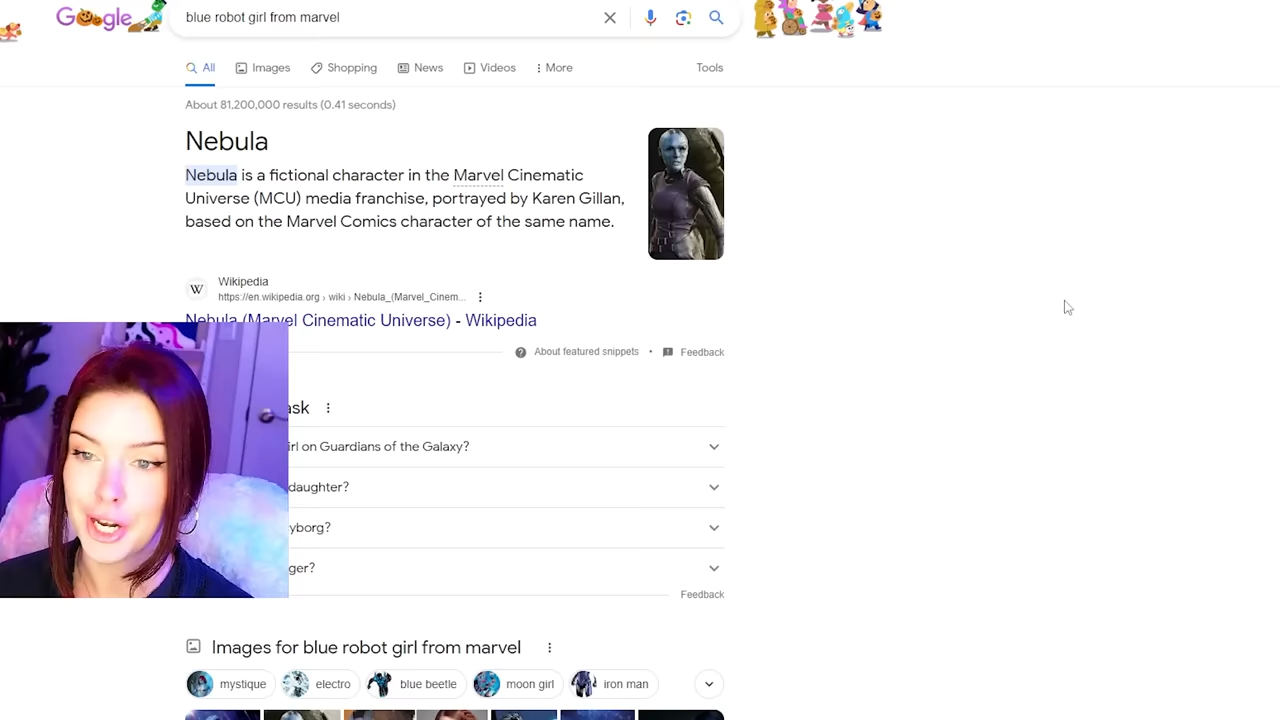 Google
blue robot girl from marvel
All
Images
Shopping
News
Videos
More
Tools
About 81,200,000 results (0.41 seconds)
Nebula
Nebula is a fictional character in the Marvel Cinematic
Universe (MCU) media franchise, portrayed by Karen Gillan,
based on the Marvel Comics character of the same name.
W
Wikipedia
https://en.wikipedia.org › wiki › Nebula_(Marvel_Cinem...
Nebula (Marvel Cinematic Universe) - Wikipedia
About featured snippets • Feedback
ask
irl on Guardians of the Galaxy?
daughter?
yborg?
ger?
Feedback
Images for blue robot girl from marvel
mystique
electro
blue beetle
moon girl
iron man